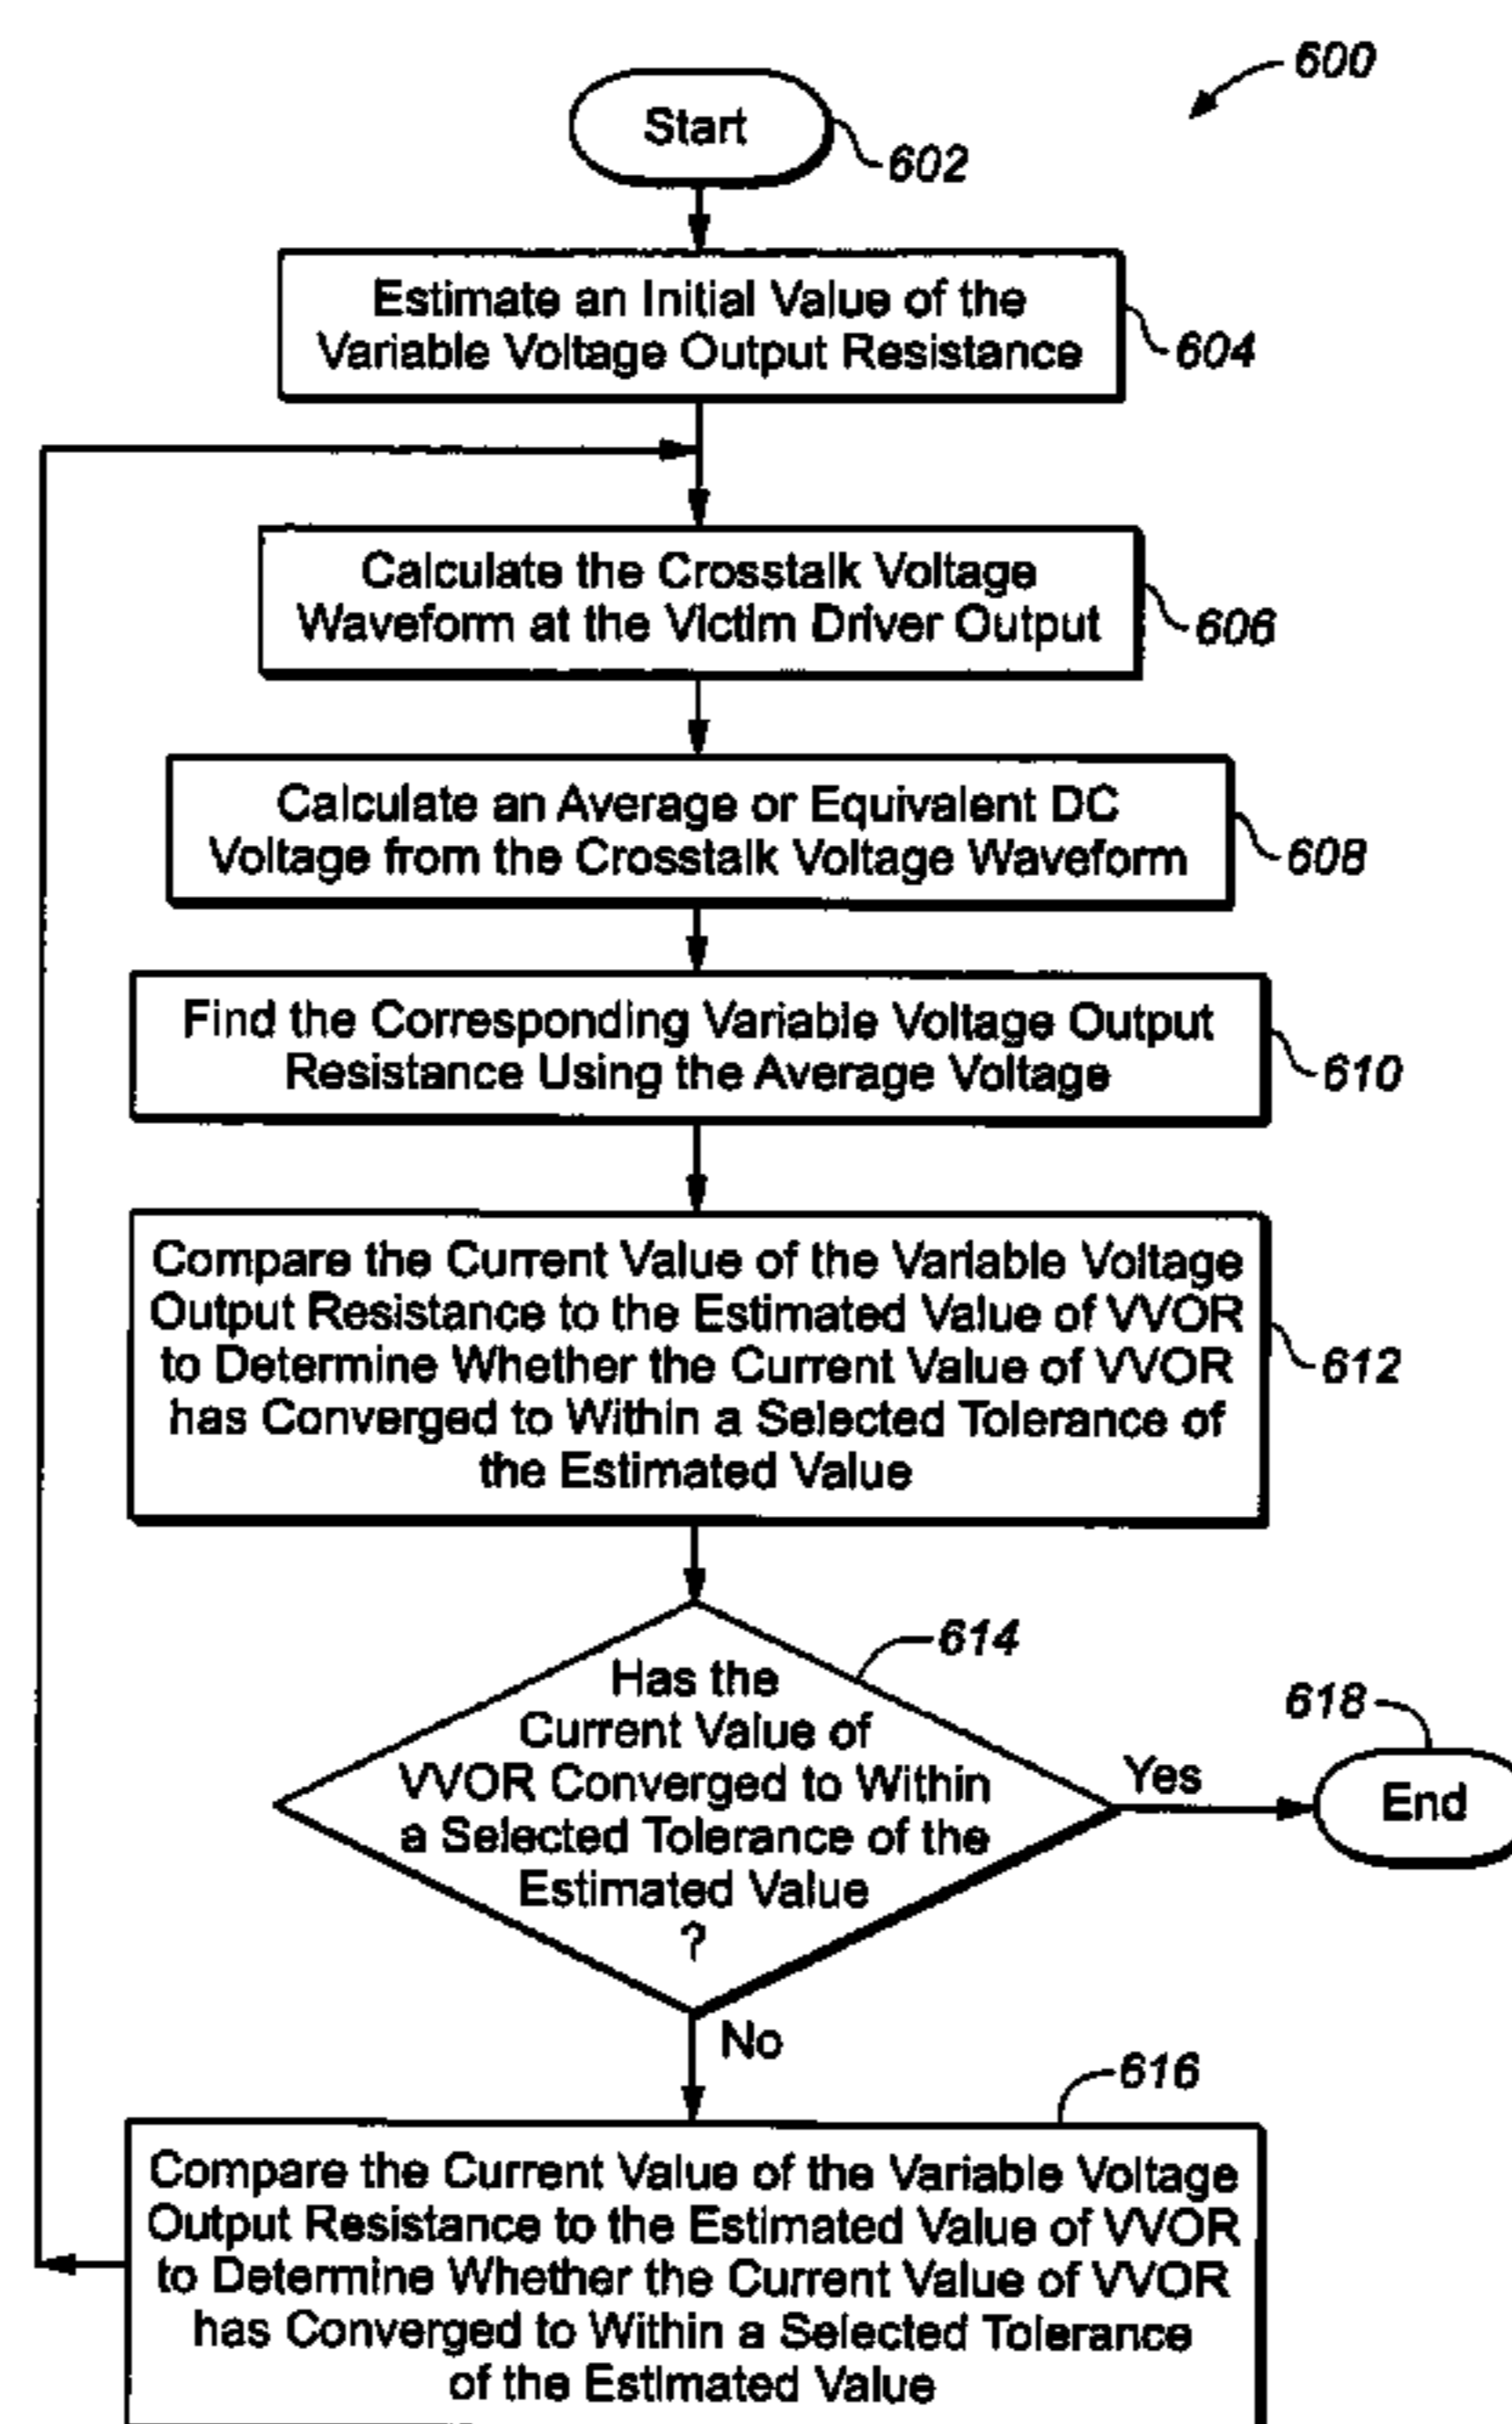 600
Start
602
Estimate an Initial Value of the
Variable Voltage Output Resistance
604
Calculate the Crosstalk Voltage
Waveform at the Victim Driver Output
606
Calculate an Average or Equivalent DC
Voltage from the Crosstalk Voltage Waveform
608
Find the Corresponding Variable Voltage Output
Resistance Using the Average Voltage
610
Compare the Current Value of the Variable Voltage
Output Resistance to the Estimated Value of VVOR
to Determine Whether the Current Value of VVOR
has Converged to Within a Selected Tolerance of
the Estimated Value
612
614
Has the
Current Value of
VVOR Converged to Within
a Selected Tolerance of the
Estimated Value
?
Yes
618
End
No
616
Compare the Current Value of the Variable Voltage
Output Resistance to the Estimated Value of VVOR
to Determine Whether the Current Value of VVOR
has Converged to Within a Selected Tolerance
of the Estimated Value